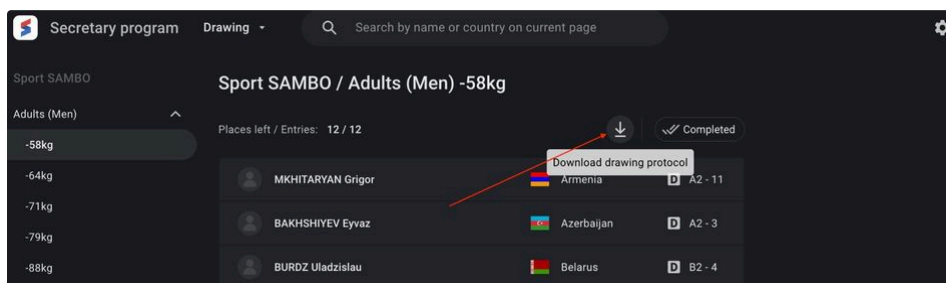 Secretary program
Drawing
Search by name or country on current page
Sport SAMBO
Adults (Men)
-58kg
-64kg
-71kg
-79kg
-88kg
Sport SAMBO / Adults (Men) -58kg
Places left / Entries: 12 / 12
Completed
Download drawing protocol
MKHITARYAN Grigor Armenia D A2 - 11
BAKHSHIYEV Eyvaz Azerbaijan D A2 - 3
BURDZ Uladzislau Belarus D B2 - 4